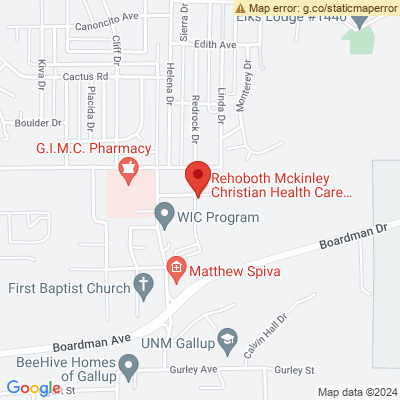 Map error: g.co/staticmaperror
Elks Lodge #1440
Canoncito Ave
Sierra Dr
Edith Ave
Cliff Dr
Kiva Dr
Cactus Rd
Helena Dr
Redrock Dr
Linda Dr
Monterey Dr
Placida Dr
Boulder Dr
G.I.M.C. Pharmacy
Rehoboth Mckinley
Christian Health Care...
WIC Program
Boardman Dr
Matthew Spiva
First Baptist Church
Boardman Ave
UNM Gallup
Calvin Hall Dr
BeeHive Homes
of Gallup
Gurley Ave
Gurley St
Google
St
Map data ©2024